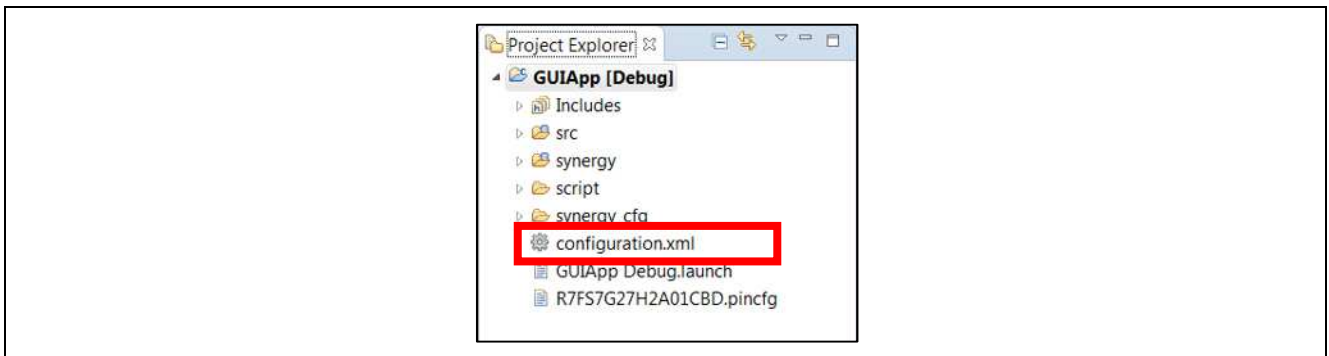 Project Explorer
GUIApp [Debug]
Includes
src
synergy
script
synergy_cfg
configuration.xml
GUIApp Debug.launch
R7FS7G27H2A01CBD.pincfg